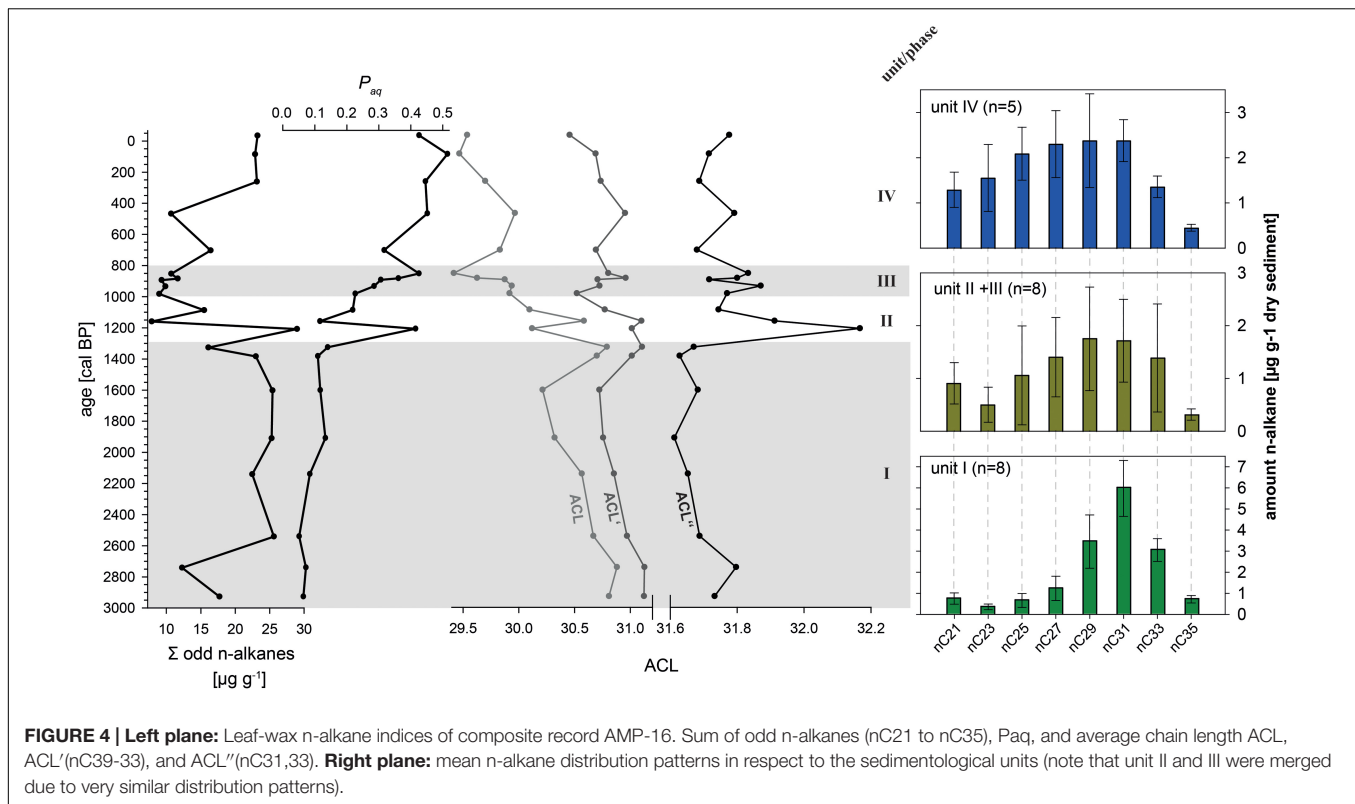 unit/phase
P aq
0.0 0.1 0.2 0.3 0.4 0.5
age [cal BP]
0
200
400
600
800
1000
1200
1400
1600
1800
2000
2200
2400
2600
2800
3000
10 15 20 25 30
Σ odd n-alkanes
[µg g-1]
29.5 30.0 30.5 31.0 31.6 31.8 32.0 32.2
ACL
ACL
ACL‘
ACL“
IV
III
II
I
unit IV (n=5)
3
2
1
0
unit II +III (n=8)
3
2
1
0
unit I (n=8)
7
6
5
4
3
2
1
0
nC21 nC23 nC25 nC27 nC29 nC31 nC33 nC35
amount n-alkane [µg g-1 dry sediment]
FIGURE 4 | Left plane: Leaf-wax n-alkane indices of composite record AMP-16. Sum of odd n-alkanes (nC21 to nC35), Paq, and average chain length ACL,
ACL′(nC39-33), and ACL″(nC31,33). Right plane: mean n-alkane distribution patterns in respect to the sedimentological units (note that unit II and III were merged
due to very similar distribution patterns).